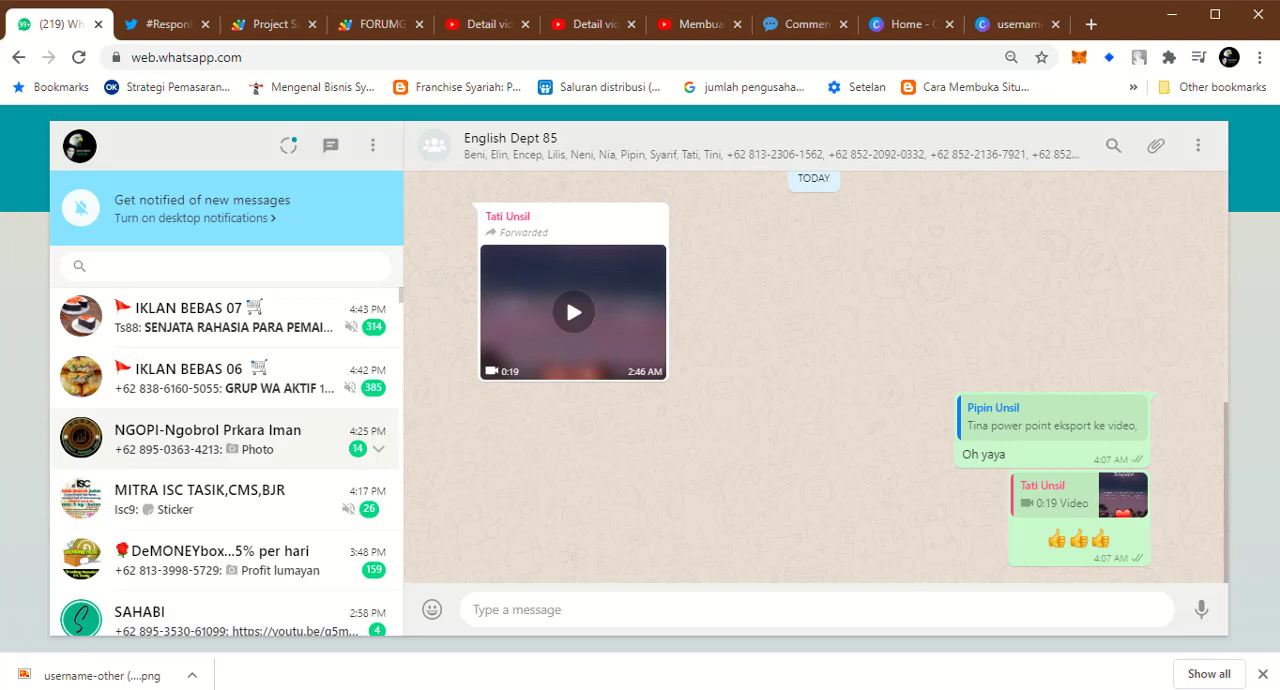 (219) Wh
#Respon
Project S
FORUMG
Detail vid
Detail vid
Membua
Commen
Home - C
usernam
web.whatsapp.com
Bookmarks
OK Strategi Pemasaran...
Mengenal Bisnis Sy...
Franchise Syariah: P...
Saluran distribusi (...
jumlah pengusaha...
Setelan
Cara Membuka Situ...
»
Other bookmarks
English Dept 85
Beni, Elin, Encep, Lilis, Neni, Nia, Pipin, Syarif, Tati, Tini, +62 813-2306-1562, +62 852-2092-0332, +62 852-2136-7921, +62 852...
Get notified of new messages
Turn on desktop notifications >
🚩 IKLAN BEBAS 07 🛒 4:43 PM
Ts88: SENJATA RAHASIA PARA PEMAI... 314
🚩 IKLAN BEBAS 06 🛒 4:42 PM
+62 838-6160-5055: GRUP WA AKTIF 1... 385
NGOPI-Ngobrol Prkara Iman 4:25 PM
+62 895-0363-4213: Photo 14
MITRA ISC TASIK,CMS,BJR 4:17 PM
Isc9: Sticker 26
🌹DeMONEYbox...5% per hari 3:48 PM
+62 813-3998-5729: Profit lumayan 159
SAHABI 2:58 PM
+62 895-3530-61099: https://youtu.be/g5m... 4
TODAY
Tati Unsil
Forwarded
0:19 2:46 AM
Pipin Unsil
Tina power point eksport ke video,
Oh yaya
4:07 AM
Tati Unsil
0:19 Video
👍👍👍
4:07 AM
Type a message
username-other (....png
Show all